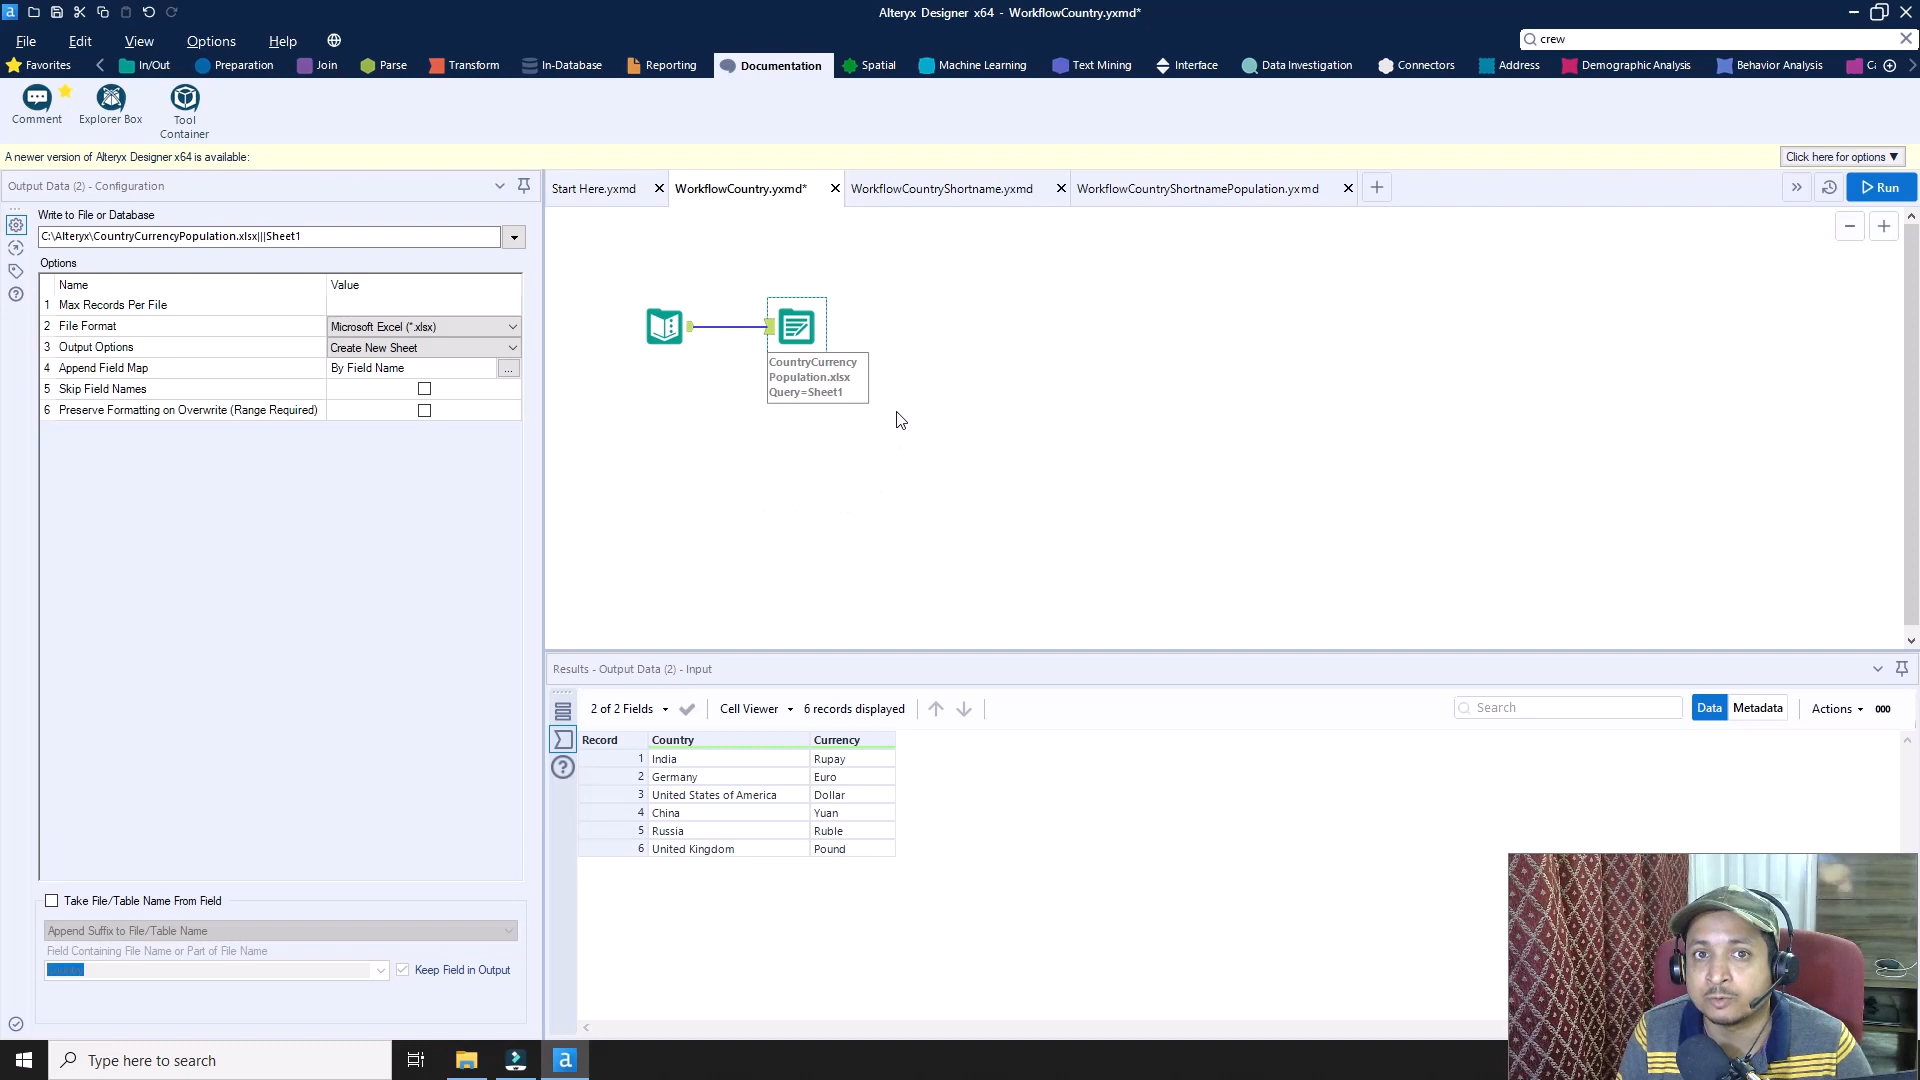 Alteryx Designer x64 - WorkflowCountry.yxmd*
File Edit View Options Help
crew
Favorites In/Out Preparation Join Parse Transform In-Database Reporting Documentation Spatial Machine Learning Text Mining Interface Data Investigation Connectors Address Demographic Analysis Behavior Analysis
Comment Explorer Box Tool
Container
A newer version of Alteryx Designer x64 is available: Click here for options ▼
Output Data (2) - Configuration
Start Here.yxmd WorkflowCountry.yxmd* WorkflowCountryShortname.yxmd WorkflowCountryShortnamePopulation.yxmd Run
Write to File or Database
C:\Alteryx\CountryCurrencyPopulation.xlsx|||Sheet1
Options
Name Value
1 Max Records Per File
2 File Format Microsoft Excel (*.xlsx)
3 Output Options Create New Sheet
4 Append Field Map By Field Name ...
5 Skip Field Names
6 Preserve Formatting on Overwrite (Range Required)
CountryCurrency
Population.xlsx
Query=Sheet1
Results - Output Data (2) - Input
2 of 2 Fields Cell Viewer 6 records displayed Search Data Metadata Actions 000
Record Country Currency
1 India Rupay
2 Germany Euro
3 United States of America Dollar
4 China Yuan
5 Russia Ruble
6 United Kingdom Pound
Take File/Table Name From Field
Append Suffix to File/Table Name
Field Containing File Name or Part of File Name
Keep Field in Output
Type here to search